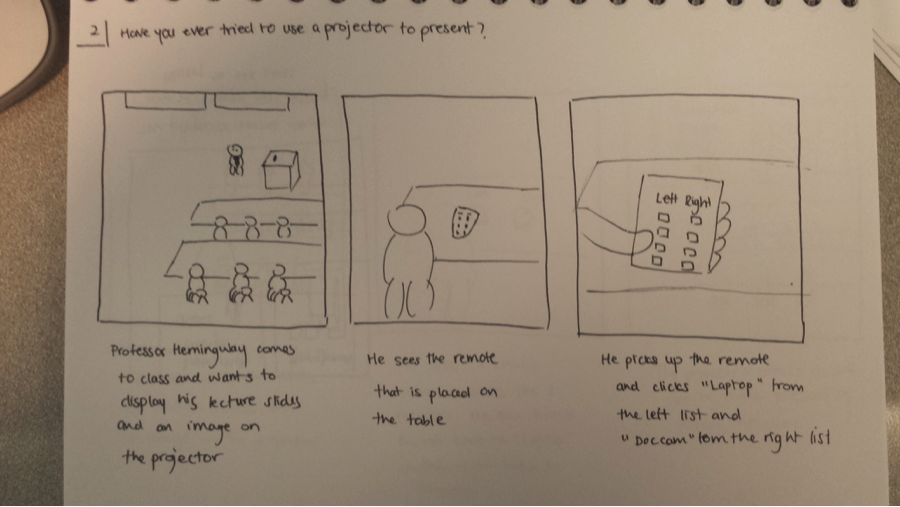 2 Have you ever tried to use a projector to present?
Left Right
Professor Hemingway comes
to class and wants to
display his lecture slides
and an image on
the projector
He sees the remote
that is placed on
the table
He picks up the remote
and clicks "Laptop" from
the left list and
"Doccam" from the right list